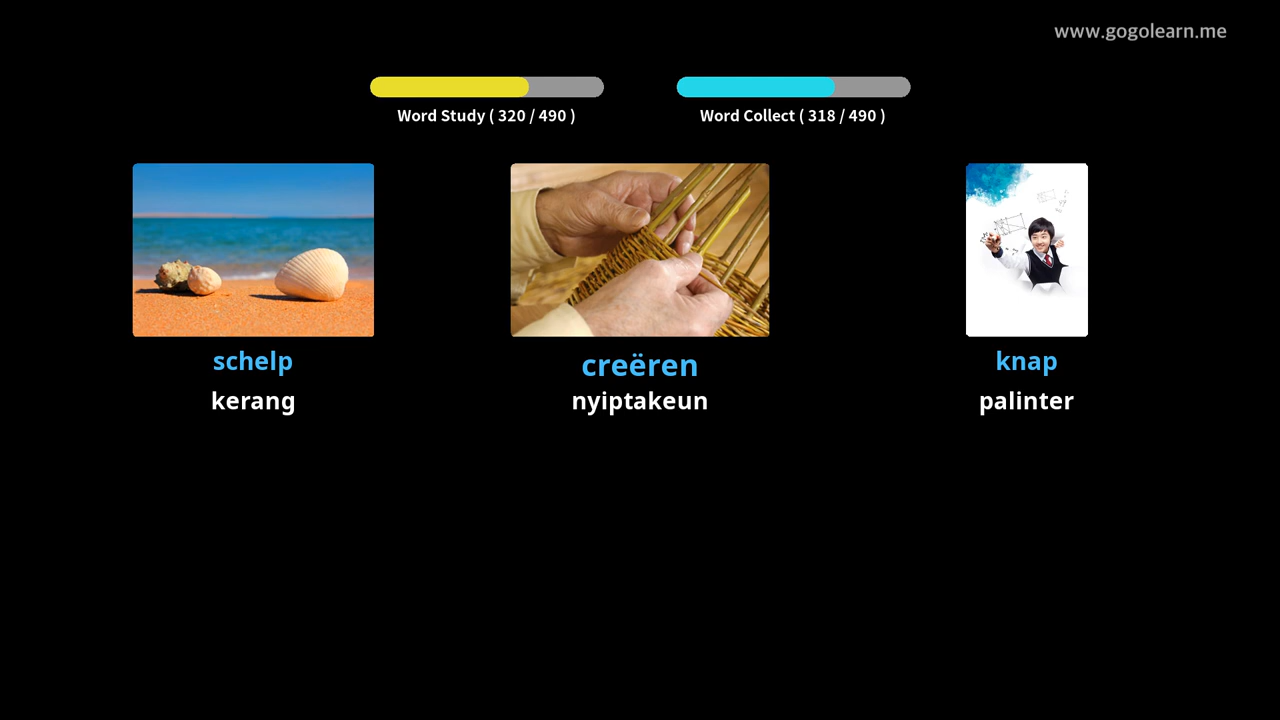 www.gogolearn.me
Word Study ( 320 / 490 )
Word Collect ( 318 / 490 )
schelp
kerang
creëren
nyiptakeun
knap
palinter